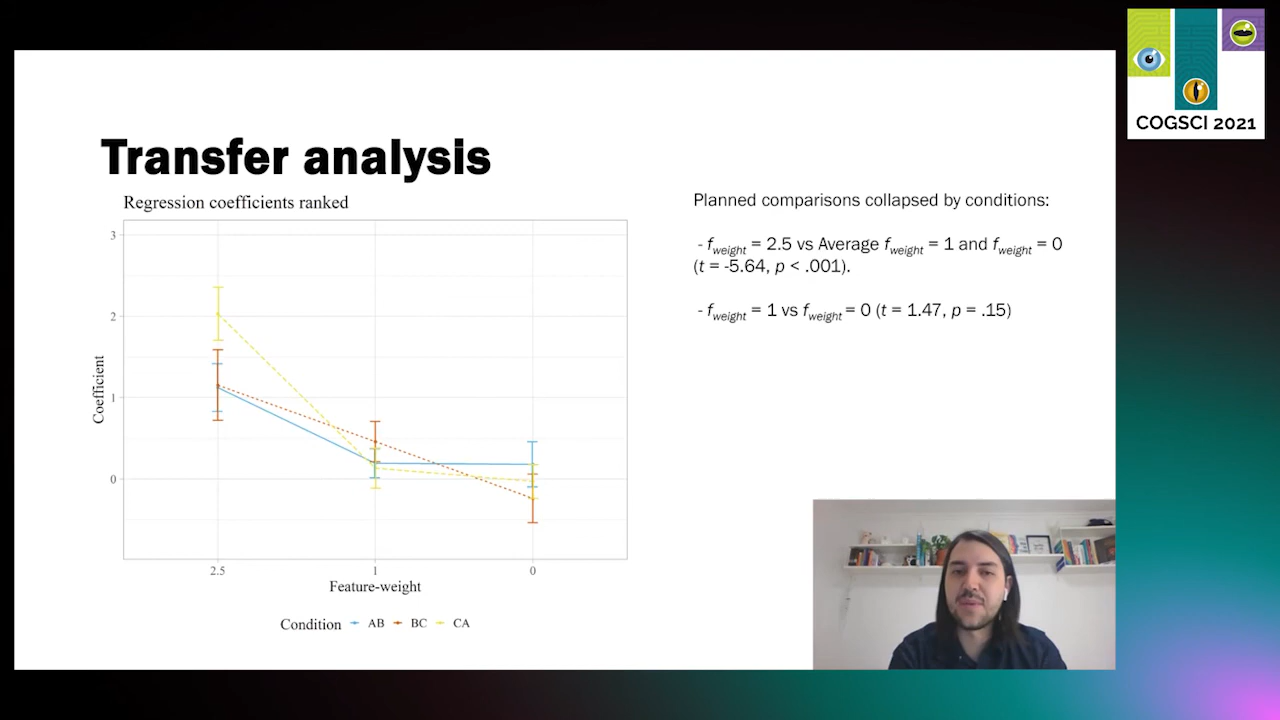 COGSCI 2021
Transfer analysis
Regression coefficients ranked
3
2
1
0
Coefficient
2.5
1
0
Feature-weight
Condition AB BC CA
Planned comparisons collapsed by conditions:
- fweight = 2.5 vs Average fweight = 1 and fweight = 0
(t = -5.64, p < .001).
- fweight = 1 vs fweight = 0 (t = 1.47, p = .15)